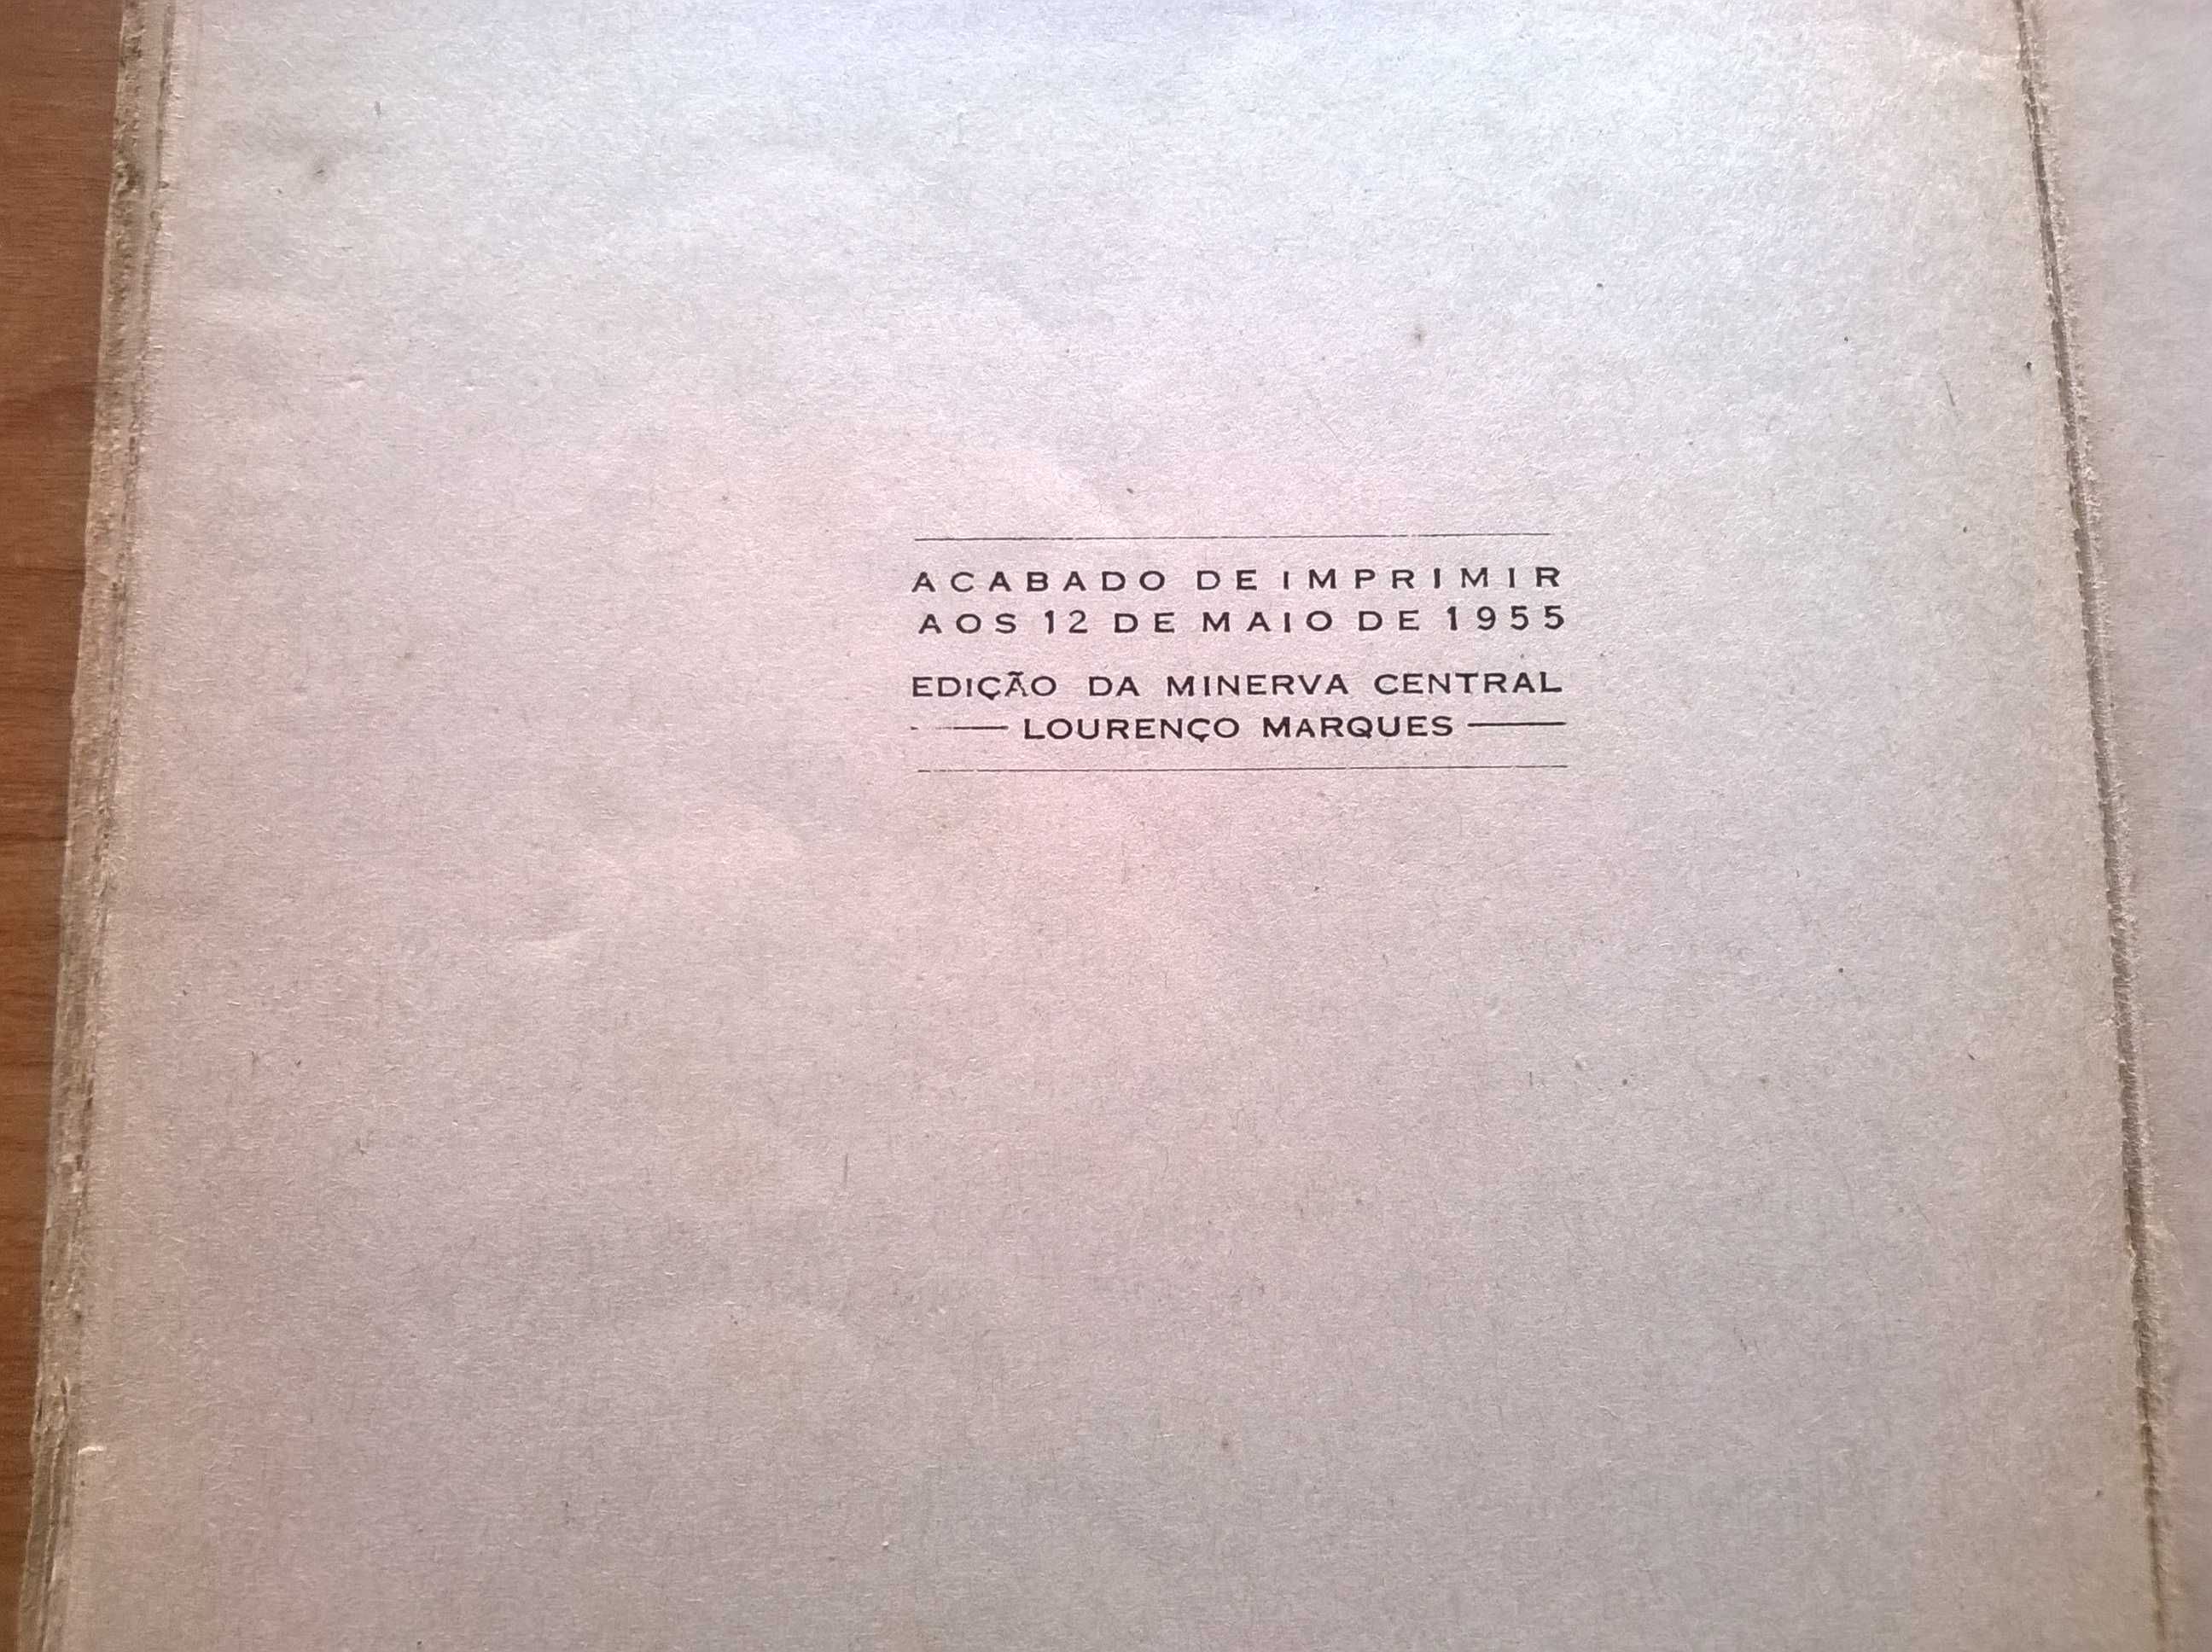 ACABADO DE IMPRIMIR
AOS 12 DE MAIO DE 1955
EDIÇÃO DA MINERVA CENTRAL
LOURENÇO MARQUES